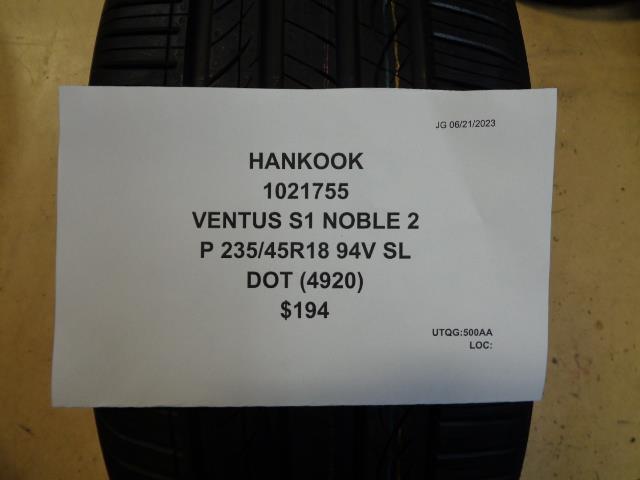 JG 06/21/2023
HANKOOK
1021755
VENTUS S1 NOBLE 2
P 235/45R18 94V SL
DOT (4920)
$194
UTQG:500AA
LOC: